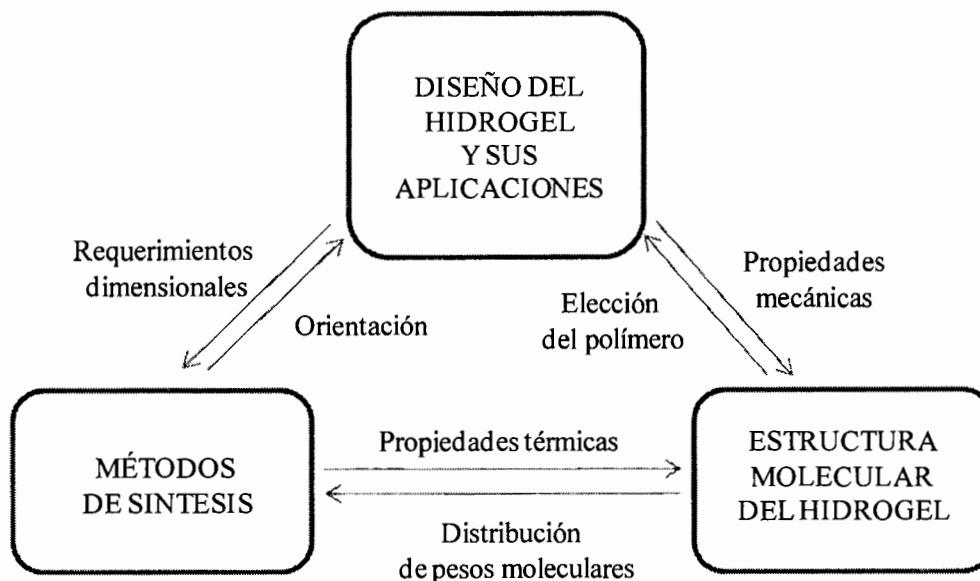 DISEÑO DEL
HIDROGEL
Y SUS
APLICACIONES
Requerimientos
dimensionales
Orientación
Elección
del polímero
Propiedades
mecánicas
MÉTODOS
DE SINTESIS
Propiedades térmicas
Distribución
de pesos moleculares
ESTRUCTURA
MOLECULAR
DEL HIDROGEL